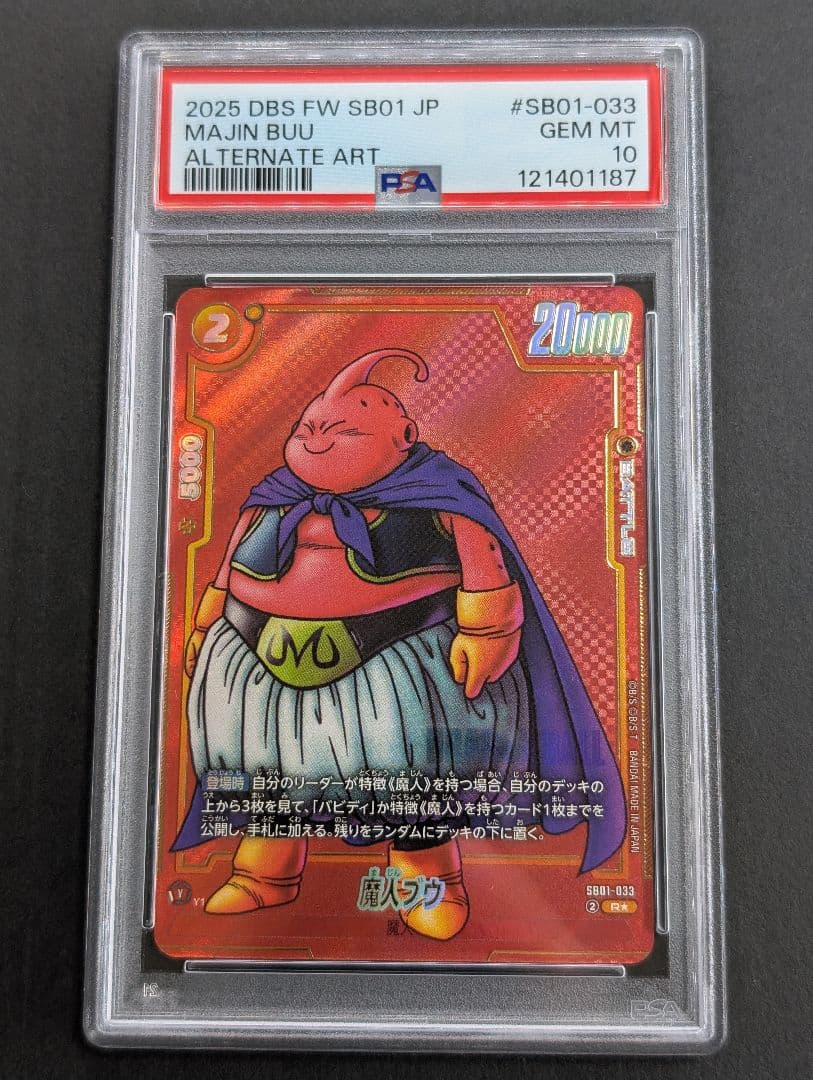 2025 DBS FW SB01 JP #SB01-033
MAJIN BUU GEM MT
ALTERNATE ART 10
PSA 121401187
2 20000
5000
BATTLE
©B/S ©B/S T BANDAI MADE IN JAPAN
登場時 自分のリーダーが特徴《魔人》を持つ場合、自分のデッキの
上から3枚を見て、「バビディ」か特徴《魔人》を持つカード1枚までを
公開し、手札に加える。残りをランダムにデッキの下に置く。
魔人ブウ
魔人
Y Y1
SB01-033
2 R★
PSA